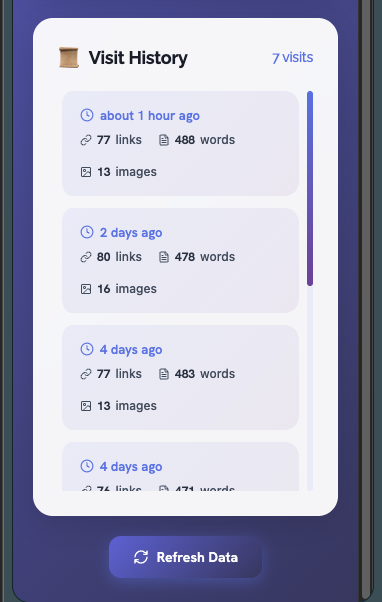 Visit History
7 visits
about 1 hour ago
77 links 488 words
13 images
2 days ago
80 links 478 words
16 images
4 days ago
77 links 483 words
13 images
4 days ago
76 links 471 words
Refresh Data